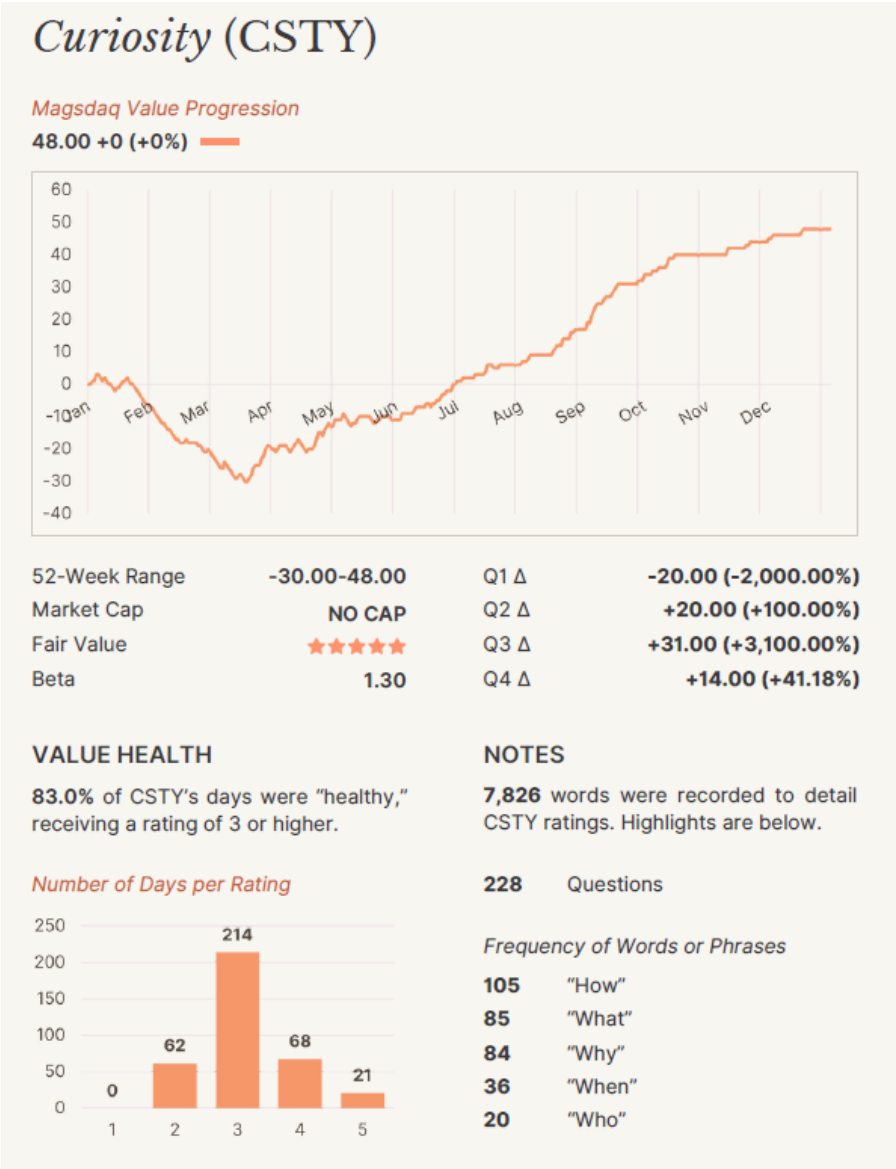 Curiosity (CSTY)
Magsdaq Value Progression
48.00 +0 (+0%)
60
50
40
30
20
10
0
-10
-20
-30
-40
Jan Feb Mar Apr May Jun Jul Aug Sep Oct Nov Dec
52-Week Range -30.00-48.00
Market Cap NO CAP
Fair Value ★★★★★
Beta 1.30
Q1 Δ -20.00 (-2,000.00%)
Q2 Δ +20.00 (+100.00%)
Q3 Δ +31.00 (+3,100.00%)
Q4 Δ +14.00 (+41.18%)
VALUE HEALTH
83.0% of CSTY's days were "healthy,"
receiving a rating of 3 or higher.
Number of Days per Rating
250
200
150
100
50
0
0 62 214 68 21
1 2 3 4 5
NOTES
7,826 words were recorded to detail
CSTY ratings. Highlights are below.
228 Questions
Frequency of Words or Phrases
105 "How"
85 "What"
84 "Why"
36 "When"
20 "Who"